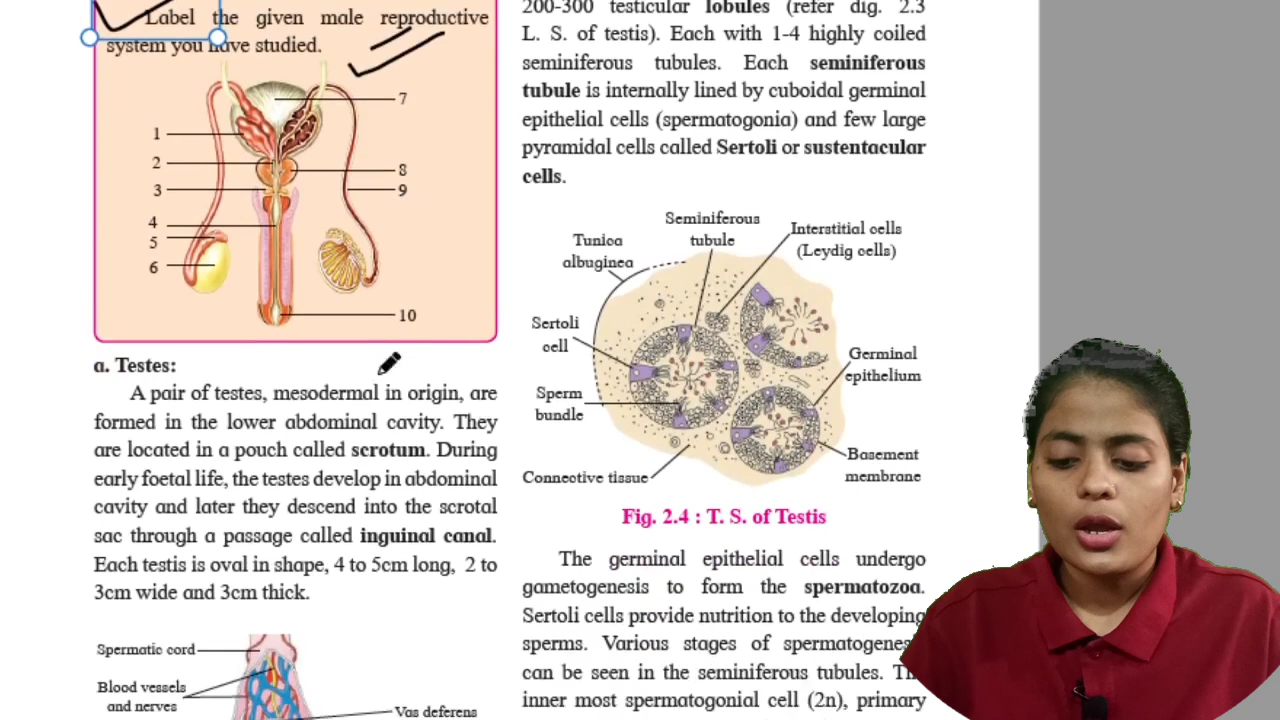 Label the given male reproductive
system you have studied.
7
1
2
8
3
9
4
5
6
10
a. Testes:
A pair of testes, mesodermal in origin, are
formed in the lower abdominal cavity. They
are located in a pouch called scrotum. During
early foetal life, the testes develop in abdominal
cavity and later they descend into the scrotal
sac through a passage called inguinal canal.
Each testis is oval in shape, 4 to 5cm long, 2 to
3cm wide and 3cm thick.
Spermatic cord
Blood vessels
and nerves
Vas deferens
200-300 testicular lobules (refer dig. 2.3
L. S. of testis). Each with 1-4 highly coiled
seminiferous tubules. Each seminiferous
tubule is internally lined by cuboidal germinal
epithelial cells (spermatogonia) and few large
pyramidal cells called Sertoli or sustentacular
cells.
Seminiferous
tubule
Interstitial cells
(Leydig cells)
Tunica
albuginea
Sertoli
cell
Germinal
epithelium
Sperm
bundle
Basement
membrane
Connective tissue
Fig. 2.4 : T. S. of Testis
The germinal epithelial cells undergo
gametogenesis to form the spermatozoa.
Sertoli cells provide nutrition to the developing
sperms. Various stages of
can be seen in the seminiferous tubules.
inner most spermatogonial cell (2n), primary